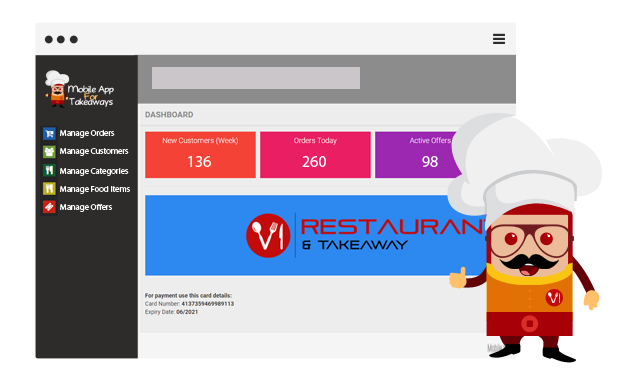 Mobile App
For
Takeaways
Manage Orders
Manage Customers
Manage Categories
Manage Food Items
Manage Offers
DASHBOARD
New Customers (Week)
136
Orders Today
260
Active Offers
98
RESTAURAN
& TAKEAWAY
For payment use this card details:
Card Number: 4137359469989113
Expiry Date: 06/2021
Mobile